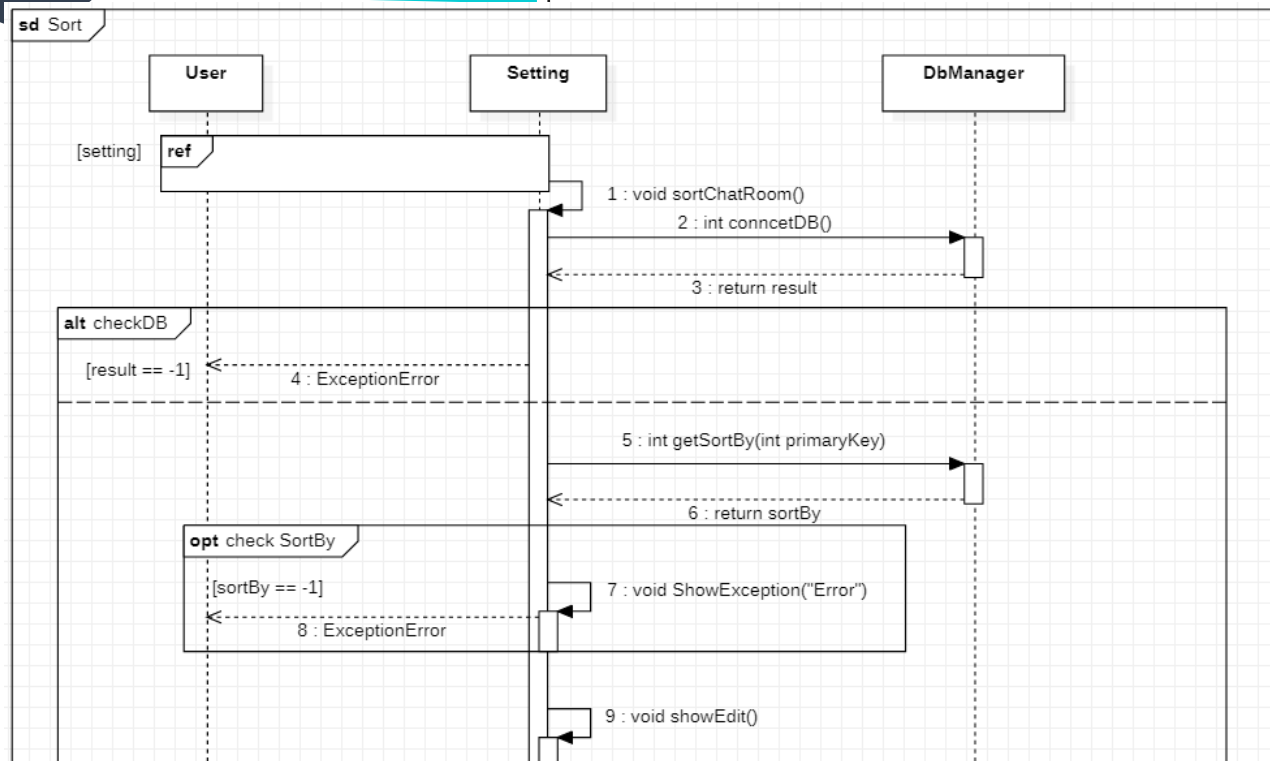 sd Sort
User
Setting
DbManager
[setting]
ref
1 : void sortChatRoom()
2 : int conncetDB()
3 : return result
alt checkDB
[result == -1]
4 : ExceptionError
5 : int getSortBy(int primaryKey)
6 : return sortBy
opt check SortBy
[sortBy == -1]
7 : void ShowException("Error")
8 : ExceptionError
9 : void showEdit()